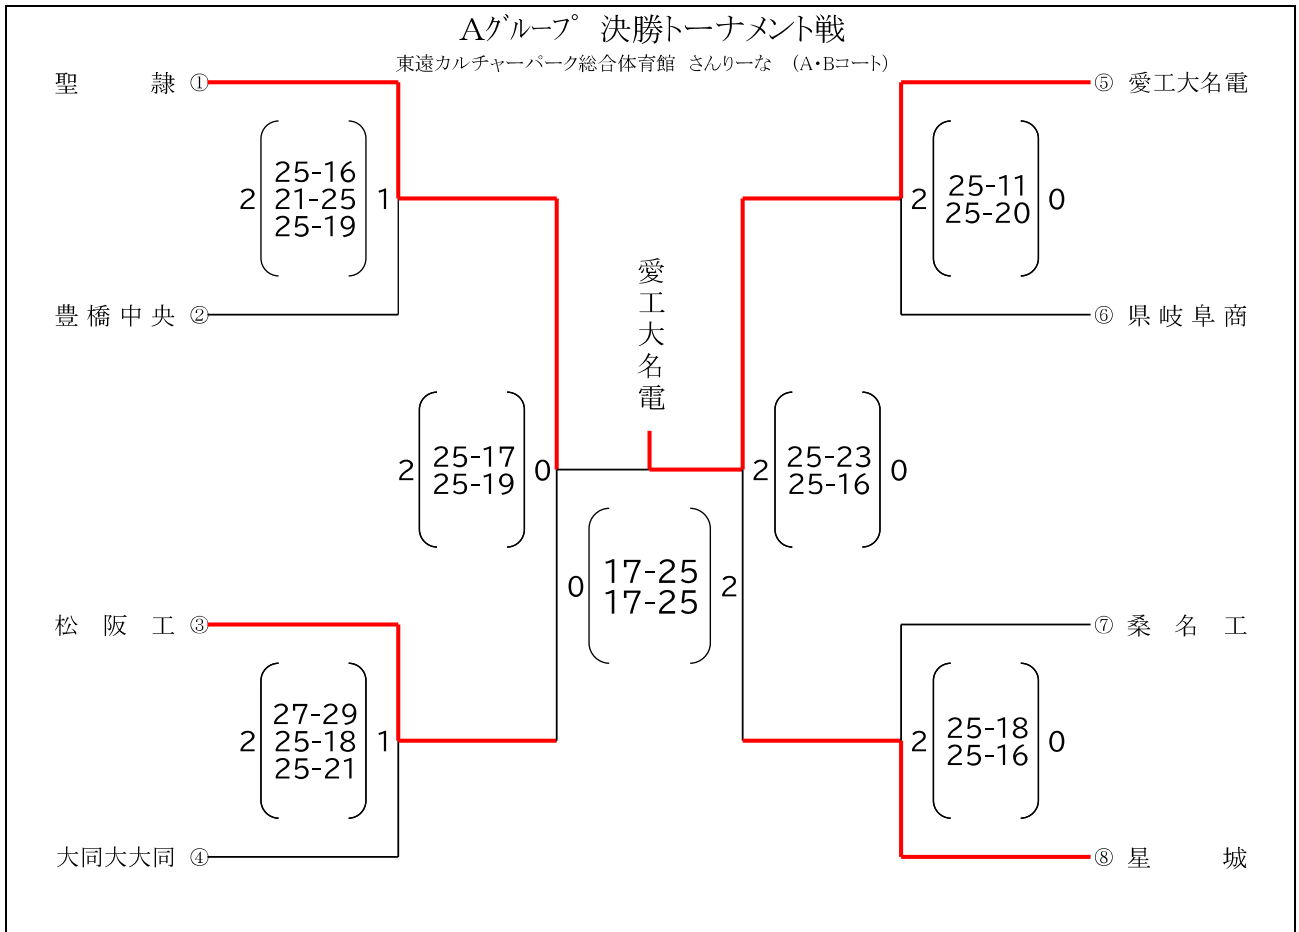 Aグループ 決勝トーナメント戦
東遠カルチャーパーク総合体育館 さんりーな (A・Bコート)
聖隷 ①
⑤ 愛工大名電
2
25-16
21-25
25-19
1
2
25-11
25-20
0
豊橋中央 ②
⑥ 県岐阜商
愛工大名電
2
25-17
25-19
0
2
25-23
25-16
0
0
17-25
17-25
2
松阪工 ③
⑦ 桑名工
2
27-29
25-18
25-21
1
2
25-18
25-16
0
大同大大同 ④
⑧ 星城